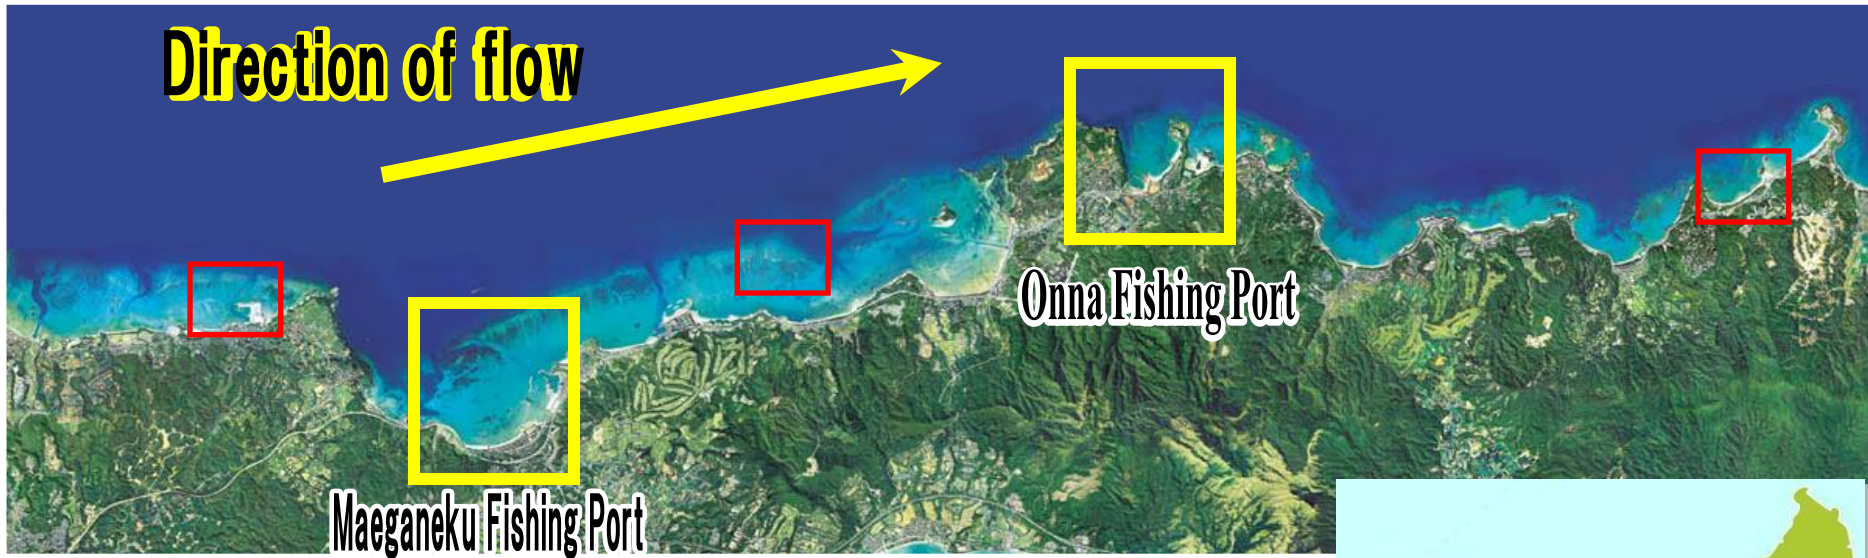 Direction of flow
Onna Fishing Port
Maeganeku Fishing Port